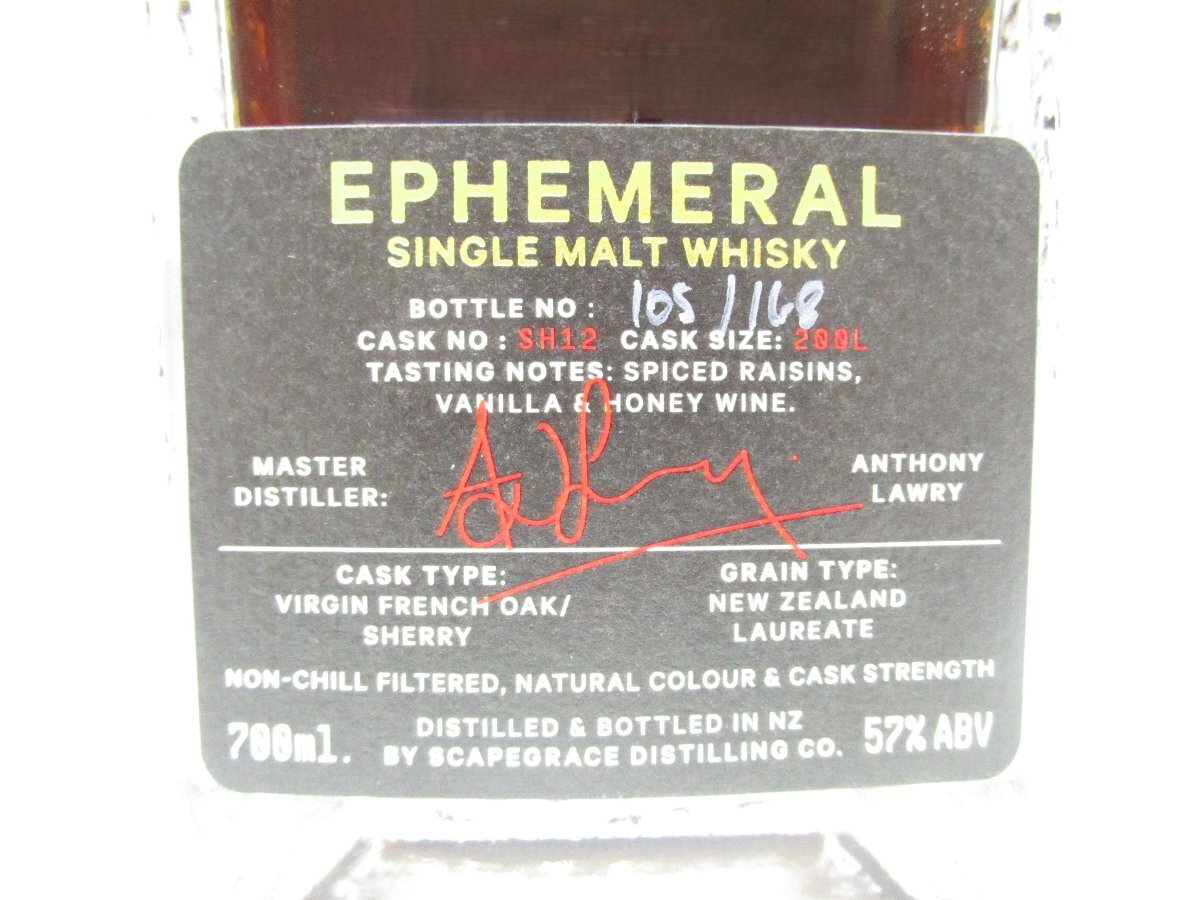 EPHEMERAL
SINGLE MALT WHISKY
BOTTLE NO : 105/168
CASK NO : SH12 CASK SIZE: 200L
TASTING NOTES: SPICED RAISINS,
VANILLA & HONEY WINE.
MASTER
DISTILLER:
ANTHONY
LAWRY
CASK TYPE:
VIRGIN FRENCH OAK/
SHERRY
GRAIN TYPE:
NEW ZEALAND
LAUREATE
NON-CHILL FILTERED, NATURAL COLOUR & CASK STRENGTH
700ml.
DISTILLED & BOTTLED IN NZ
BY SCAPEGRACE DISTILLING CO.
57% ABV